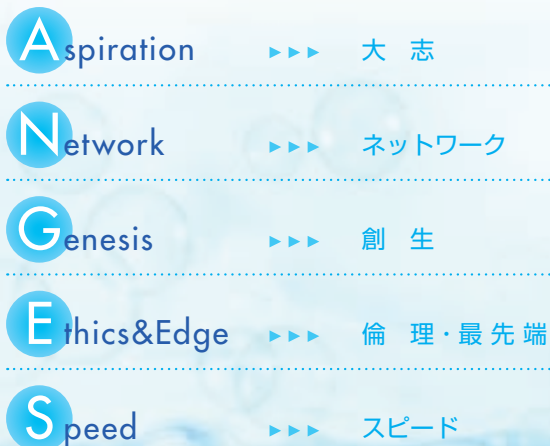 Aspiration ▶▶▶ 大 志
Network ▶▶▶ ネットワーク
Genesis ▶▶▶ 創 生
Ethics&Edge ▶▶▶ 倫 理・最 先 端
Speed ▶▶▶ スピード